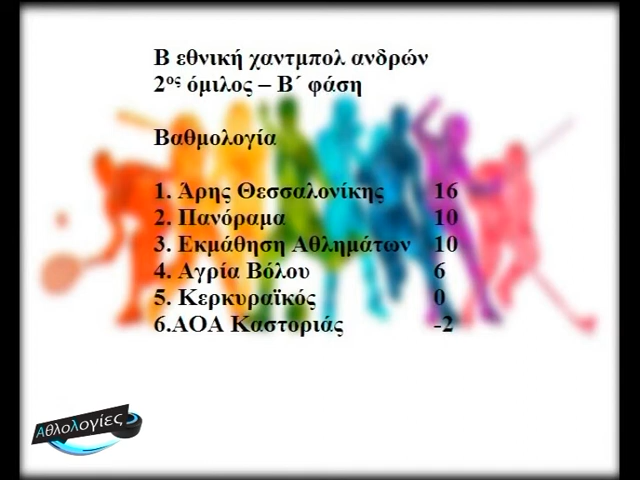 Β εθνική χαντμπολ ανδρών
2ος όμιλος – Β΄ φάση
Βαθμολογία
1. Άρης Θεσσαλονίκης 16
2. Πανόραμα 10
3. Εκμάθηση Αθλημάτων 10
4. Αγρία Βόλου 6
5. Κερκυραϊκός 0
6.ΑΟΑ Καστοριάς -2
Αθλολογίες